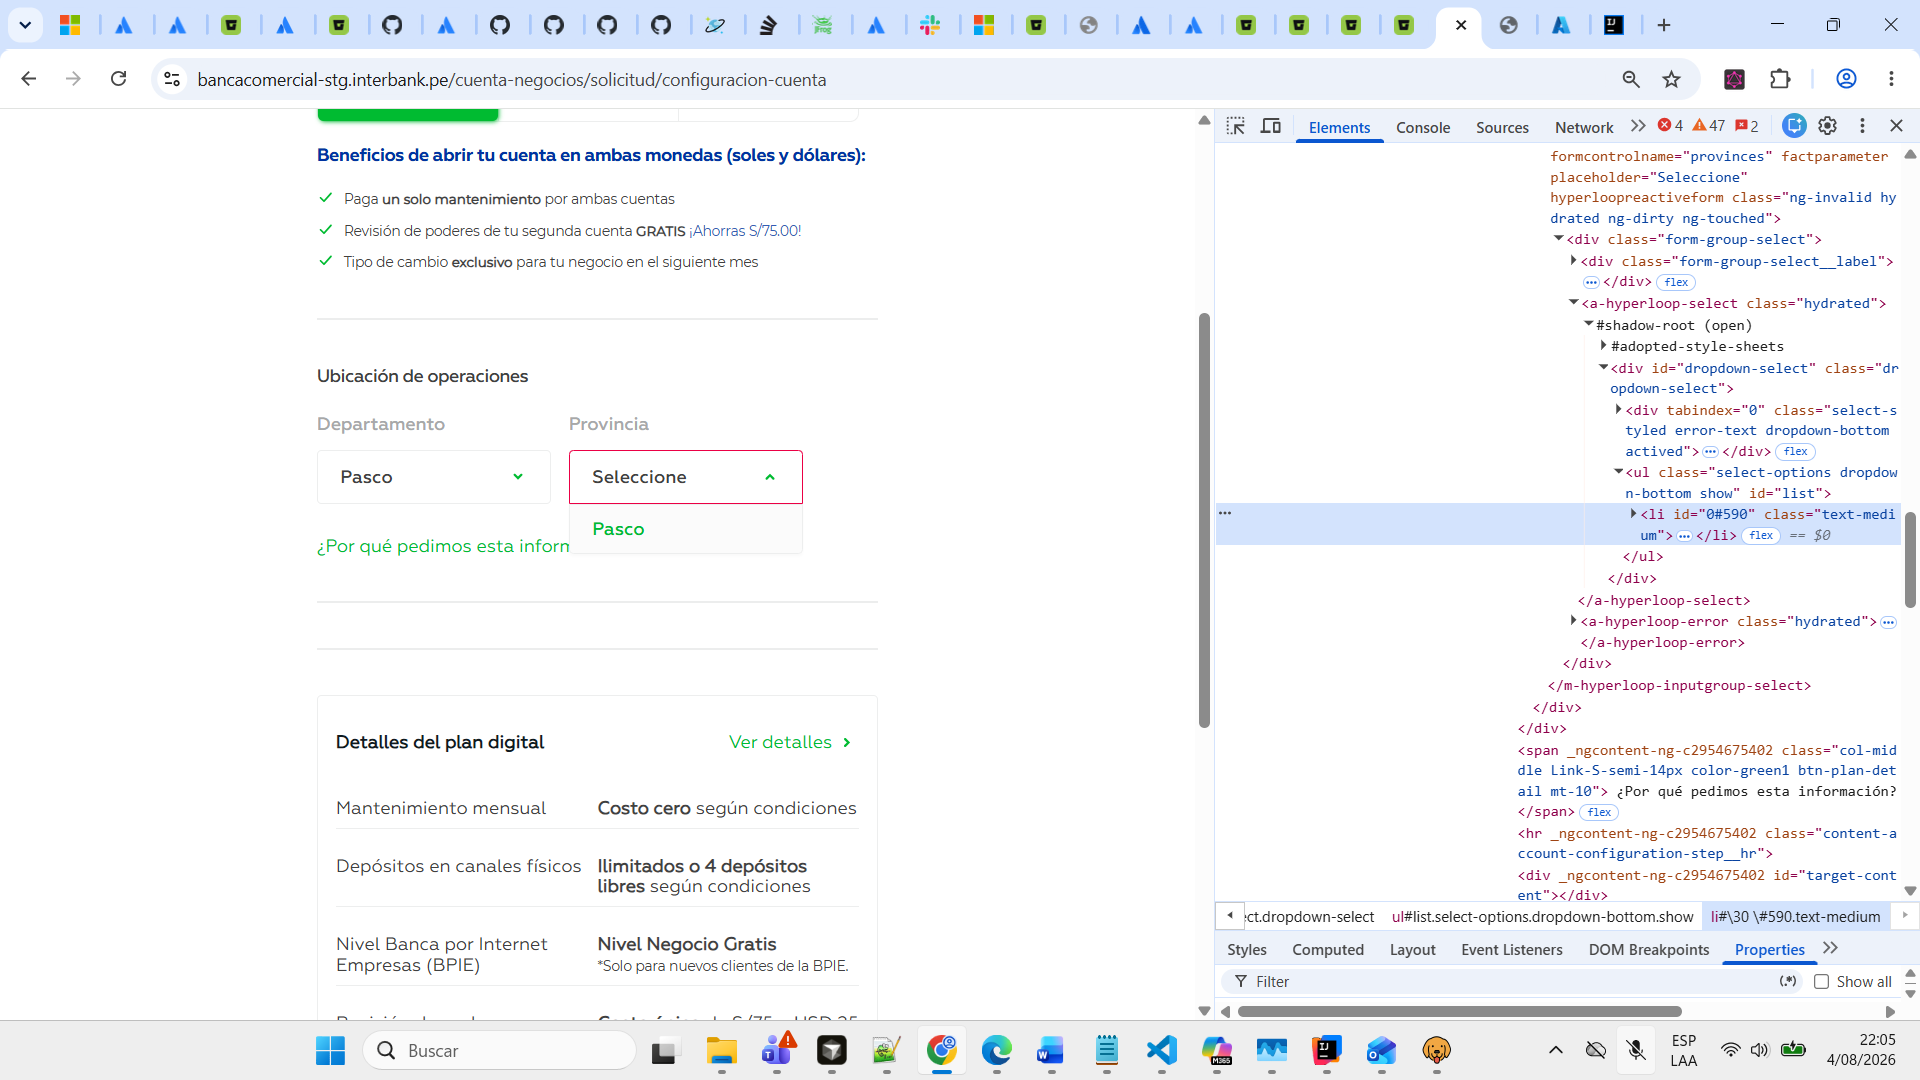 bancacomercial-stg.interbank.pe/cuenta-negocios/solicitud/configuracion-cuenta
Beneficios de abrir tu cuenta en ambas monedas (soles y dólares):
Paga un solo mantenimiento por ambas cuentas
Revisión de poderes de tu segunda cuenta GRATIS ¡Ahorras S/75.00!
Tipo de cambio exclusivo para tu negocio en el siguiente mes
Ubicación de operaciones
Departamento Provincia
Pasco Seleccione
Pasco
¿Por qué pedimos esta inform
Detalles del plan digital Ver detalles
Mantenimiento mensual Costo cero según condiciones
Depósitos en canales físicos Ilimitados o 4 depósitos
libres según condiciones
Nivel Banca por Internet Nivel Negocio Gratis
Empresas (BPIE) *Solo para nuevos clientes de la BPIE.
Elements Console Sources Network 4 47 2
formcontrolname="provinces" factparameter
placeholder="Seleccione"
hyperloopreactiveform class="ng-invalid hy
drated ng-dirty ng-touched">
<div class="form-group-select">
<div class="form-group-select__label">
</div> flex
<a-hyperloop-select class="hydrated">
#shadow-root (open)
#adopted-style-sheets
<div id="dropdown-select" class="dr
opdown-select">
<div tabindex="0" class="select-s
tyled error-text dropdown-bottom
actived"> </div> flex
<ul class="select-options dropdow
n-bottom show" id="list">
<li id="0#590" class="text-medi
um"> </li> flex == $0
</ul>
</div>
</a-hyperloop-select>
<a-hyperloop-error class="hydrated">
</a-hyperloop-error>
</div>
</m-hyperloop-inputgroup-select>
</div>
</div>
<span _ngcontent-ng-c2954675402 class="col-mid
dle Link-S-semi-14px color-green1 btn-plan-det
ail mt-10"> ¿Por qué pedimos esta información?
</span> flex
<hr _ngcontent-ng-c2954675402 class="content-a
ccount-configuration-step__hr">
<div _ngcontent-ng-c2954675402 id="target-cont
ent"></div>
ect.dropdown-select ul#list.select-options.dropdown-bottom.show li#\30 \#590.text-medium
Styles Computed Layout Event Listeners DOM Breakpoints Properties
Filter (.*) Show all
Buscar
ESP
LAA
22:05
4/08/2026